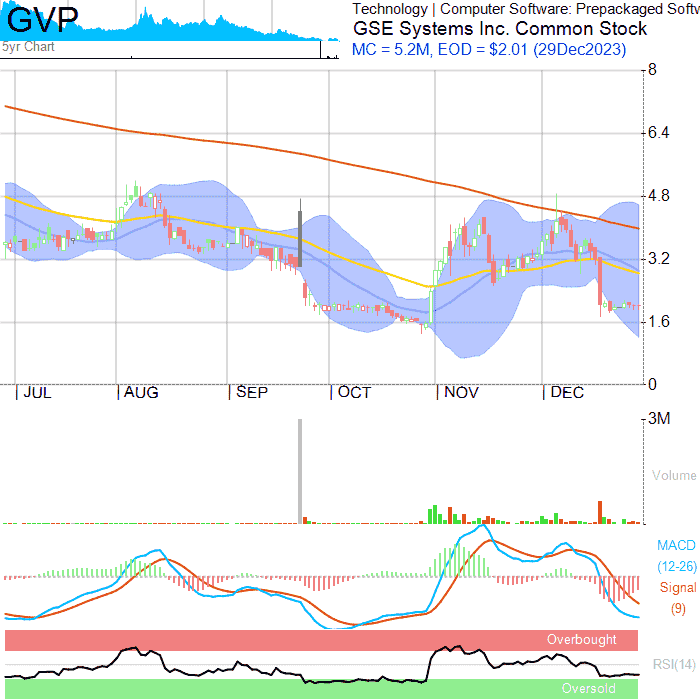 GVP
5yr Chart
Technology | Computer Software: Prepackaged Softw
GSE Systems Inc. Common Stock
MC = 5.2M, EOD = $2.01 (29Dec2023)
8
6.4
4.8
3.2
1.6
0
JUL AUG SEP OCT NOV DEC
3M
Volume
MACD
(12-26)
Signal
(9)
Overbought
RSI(14)
Oversold